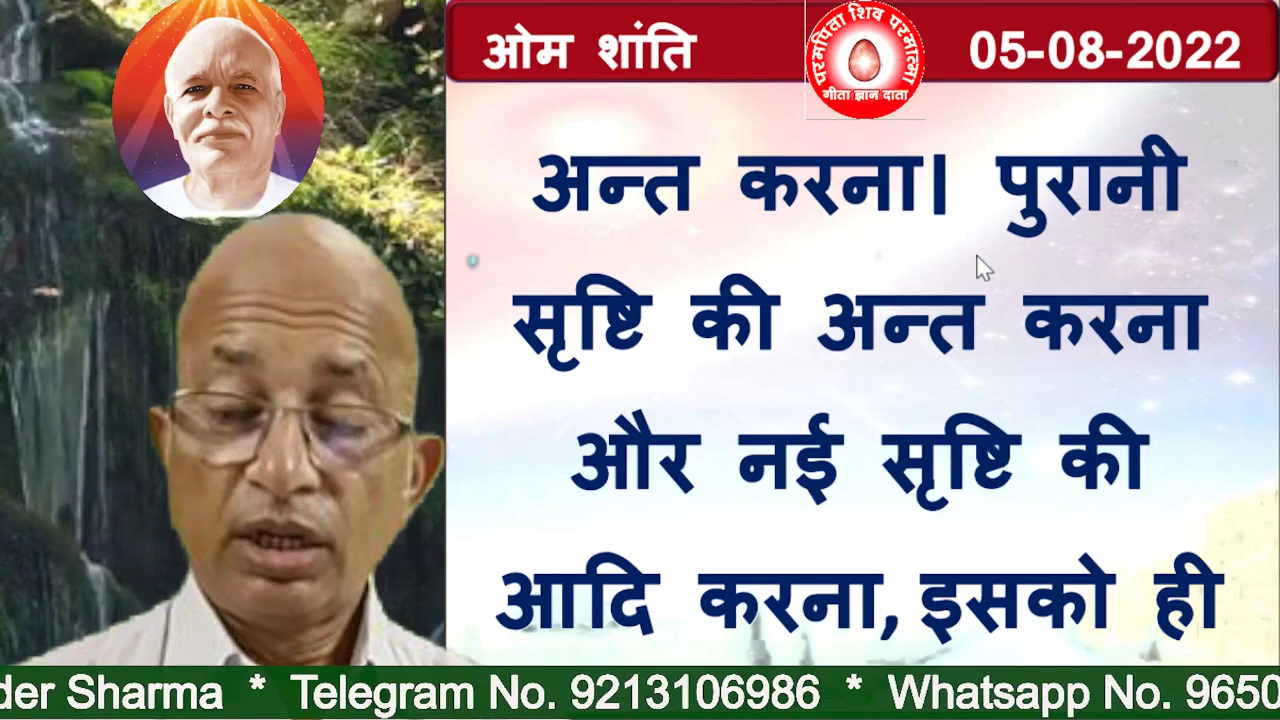 ओम शांति
परमपिता शिव परमात्मा
गीता ज्ञान दाता
05-08-2022
अन्त करना। पुरानी
सृष्टि की अन्त करना
और नई सृष्टि की
आदि करना, इसको ही
der Sharma * Telegram No. 9213106986 * Whatsapp No. 9650